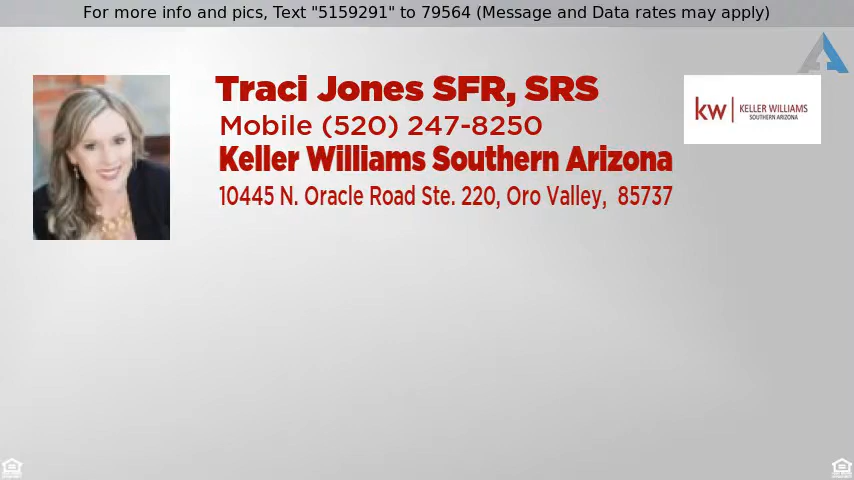 For more info and pics, Text "5159291" to 79564 (Message and Data rates may apply)
Traci Jones SFR, SRS
Mobile (520) 247-8250
Keller Williams Southern Arizona
10445 N. Oracle Road Ste. 220, Oro Valley, 85737
kw KELLER WILLIAMS
SOUTHERN ARIZONA